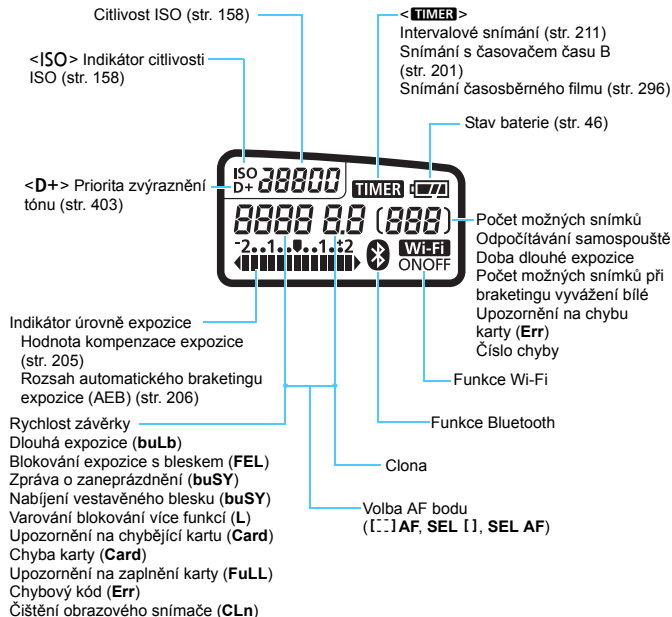 Citlivost ISO (str. 158)
<ISO> Indikátor citlivosti
ISO (str. 158)
<D+> Priorita zvýraznění
tónu (str. 403)
<TIMER>
Intervalové snímání (str. 211)
Snímání s časovačem času B
(str. 201)
Snímání časosběrného filmu (str. 296)
Stav baterie (str. 46)
ISO
D+ 38800 TIMER
8888 8.8 (888)
-2..1..▼..1..+2 Wi-Fi
ONOFF
Počet možných snímků
Odpočítávání samospouště
Doba dlouhé expozice
Počet možných snímků při
braketingu vyvážení bílé
Upozornění na chybu
karty (Err)
Číslo chyby
Funkce Wi-Fi
Funkce Bluetooth
Clona
Volba AF bodu
([ ] AF, SEL [ ], SEL AF)
Indikátor úrovně expozice
Hodnota kompenzace expozice
(str. 205)
Rozsah automatického braketingu
expozice (AEB) (str. 206)
Rychlost závěrky
Dlouhá expozice (buLb)
Blokování expozice s bleskem (FEL)
Zpráva o zaneprázdnění (buSY)
Nabíjení vestavěného blesku (buSY)
Varování blokování více funkcí (L)
Upozornění na chybějící kartu (Card)
Chyba karty (Card)
Upozornění na zaplnění karty (FuLL)
Chybový kód (Err)
Čištění obrazového snímače (CLn)